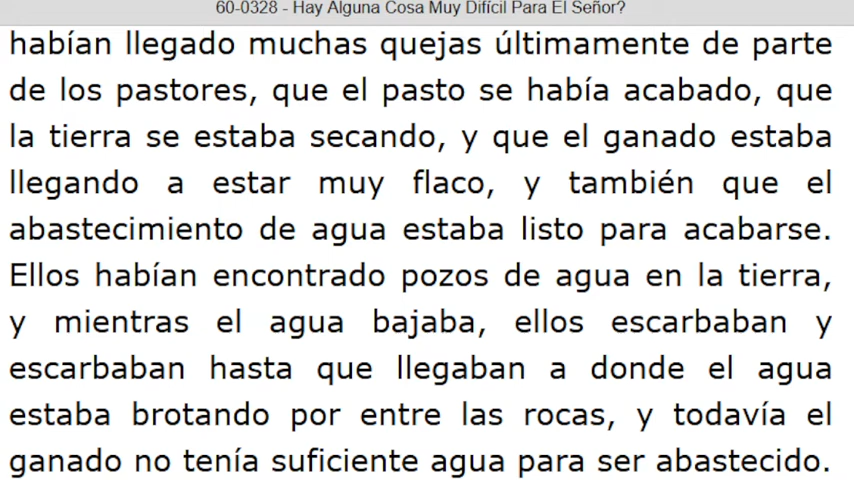 60-0328 - Hay Alguna Cosa Muy Difícil Para El Señor?
habían llegado muchas quejas últimamente de parte
de los pastores, que el pasto se había acabado, que
la tierra se estaba secando, y que el ganado estaba
llegando a estar muy flaco, y también que el
abastecimiento de agua estaba listo para acabarse.
Ellos habían encontrado pozos de agua en la tierra,
y mientras el agua bajaba, ellos escarbaban y
escarbaban hasta que llegaban a donde el agua
estaba brotando por entre las rocas, y todavía el
ganado no tenía suficiente agua para ser abastecido.